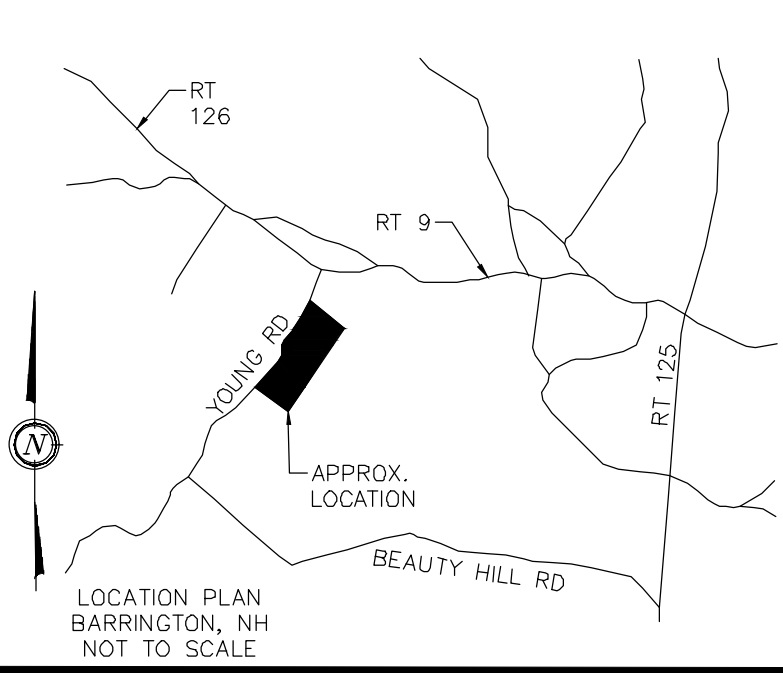 RT
126
RT 9
YOUNG RD
RT 125
N
APPROX.
LOCATION
BEAUTY HILL RD
LOCATION PLAN
BARRINGTON, NH
NOT TO SCALE